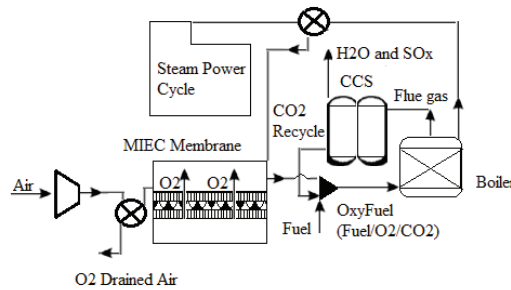 H2O and SOx
Steam Power
Cycle
CCS
Flue gas
CO2
Recycle
MIEC Membrane
O2
O2
Air
Boiler
OxyFuel
(Fuel/O2/CO2)
Fuel
O2 Drained Air